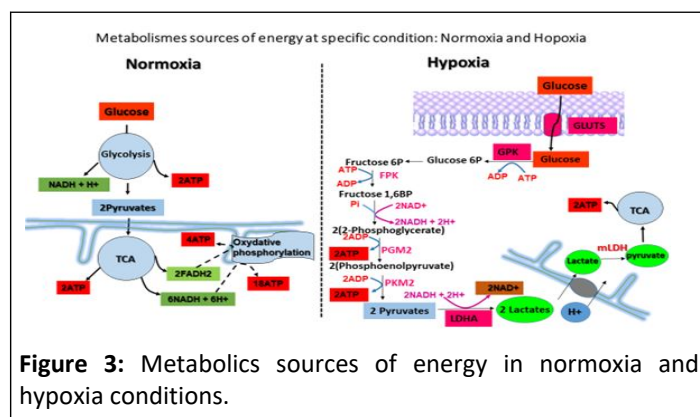 Metabolismes sources of energy at specific condition: Normoxia and Hopoxia
Normoxia
Glucose
Glycolysis
NADH + H+
2ATP
2Pyruvates
4ATP
Oxydative
phosphorylation
TCA
2ATP
2FADH2
6NADH + 6H+
18ATP
Hypoxia
Glucose
GLUTS
Glucose
GPK
Glucose 6P
ADP
ATP
Fructose 6P
ATP
ADP
FPK
Fructose 1,6BP
Pi
2NAD+
2NADH + 2H+
2(2-Phosphoglycerate)
2ADP
2ATP
PGM2
2(Phosphoenolpyruvate)
2ADP
2ATP
PKM2
2 Pyruvates
2NADH + 2H+
2NAD+
LDHA
2 Lactates
H+
Lactate
mLDH
pyruvate
TCA
2ATP
Figure 3: Metabolics sources of energy in normoxia and
hypoxia conditions.